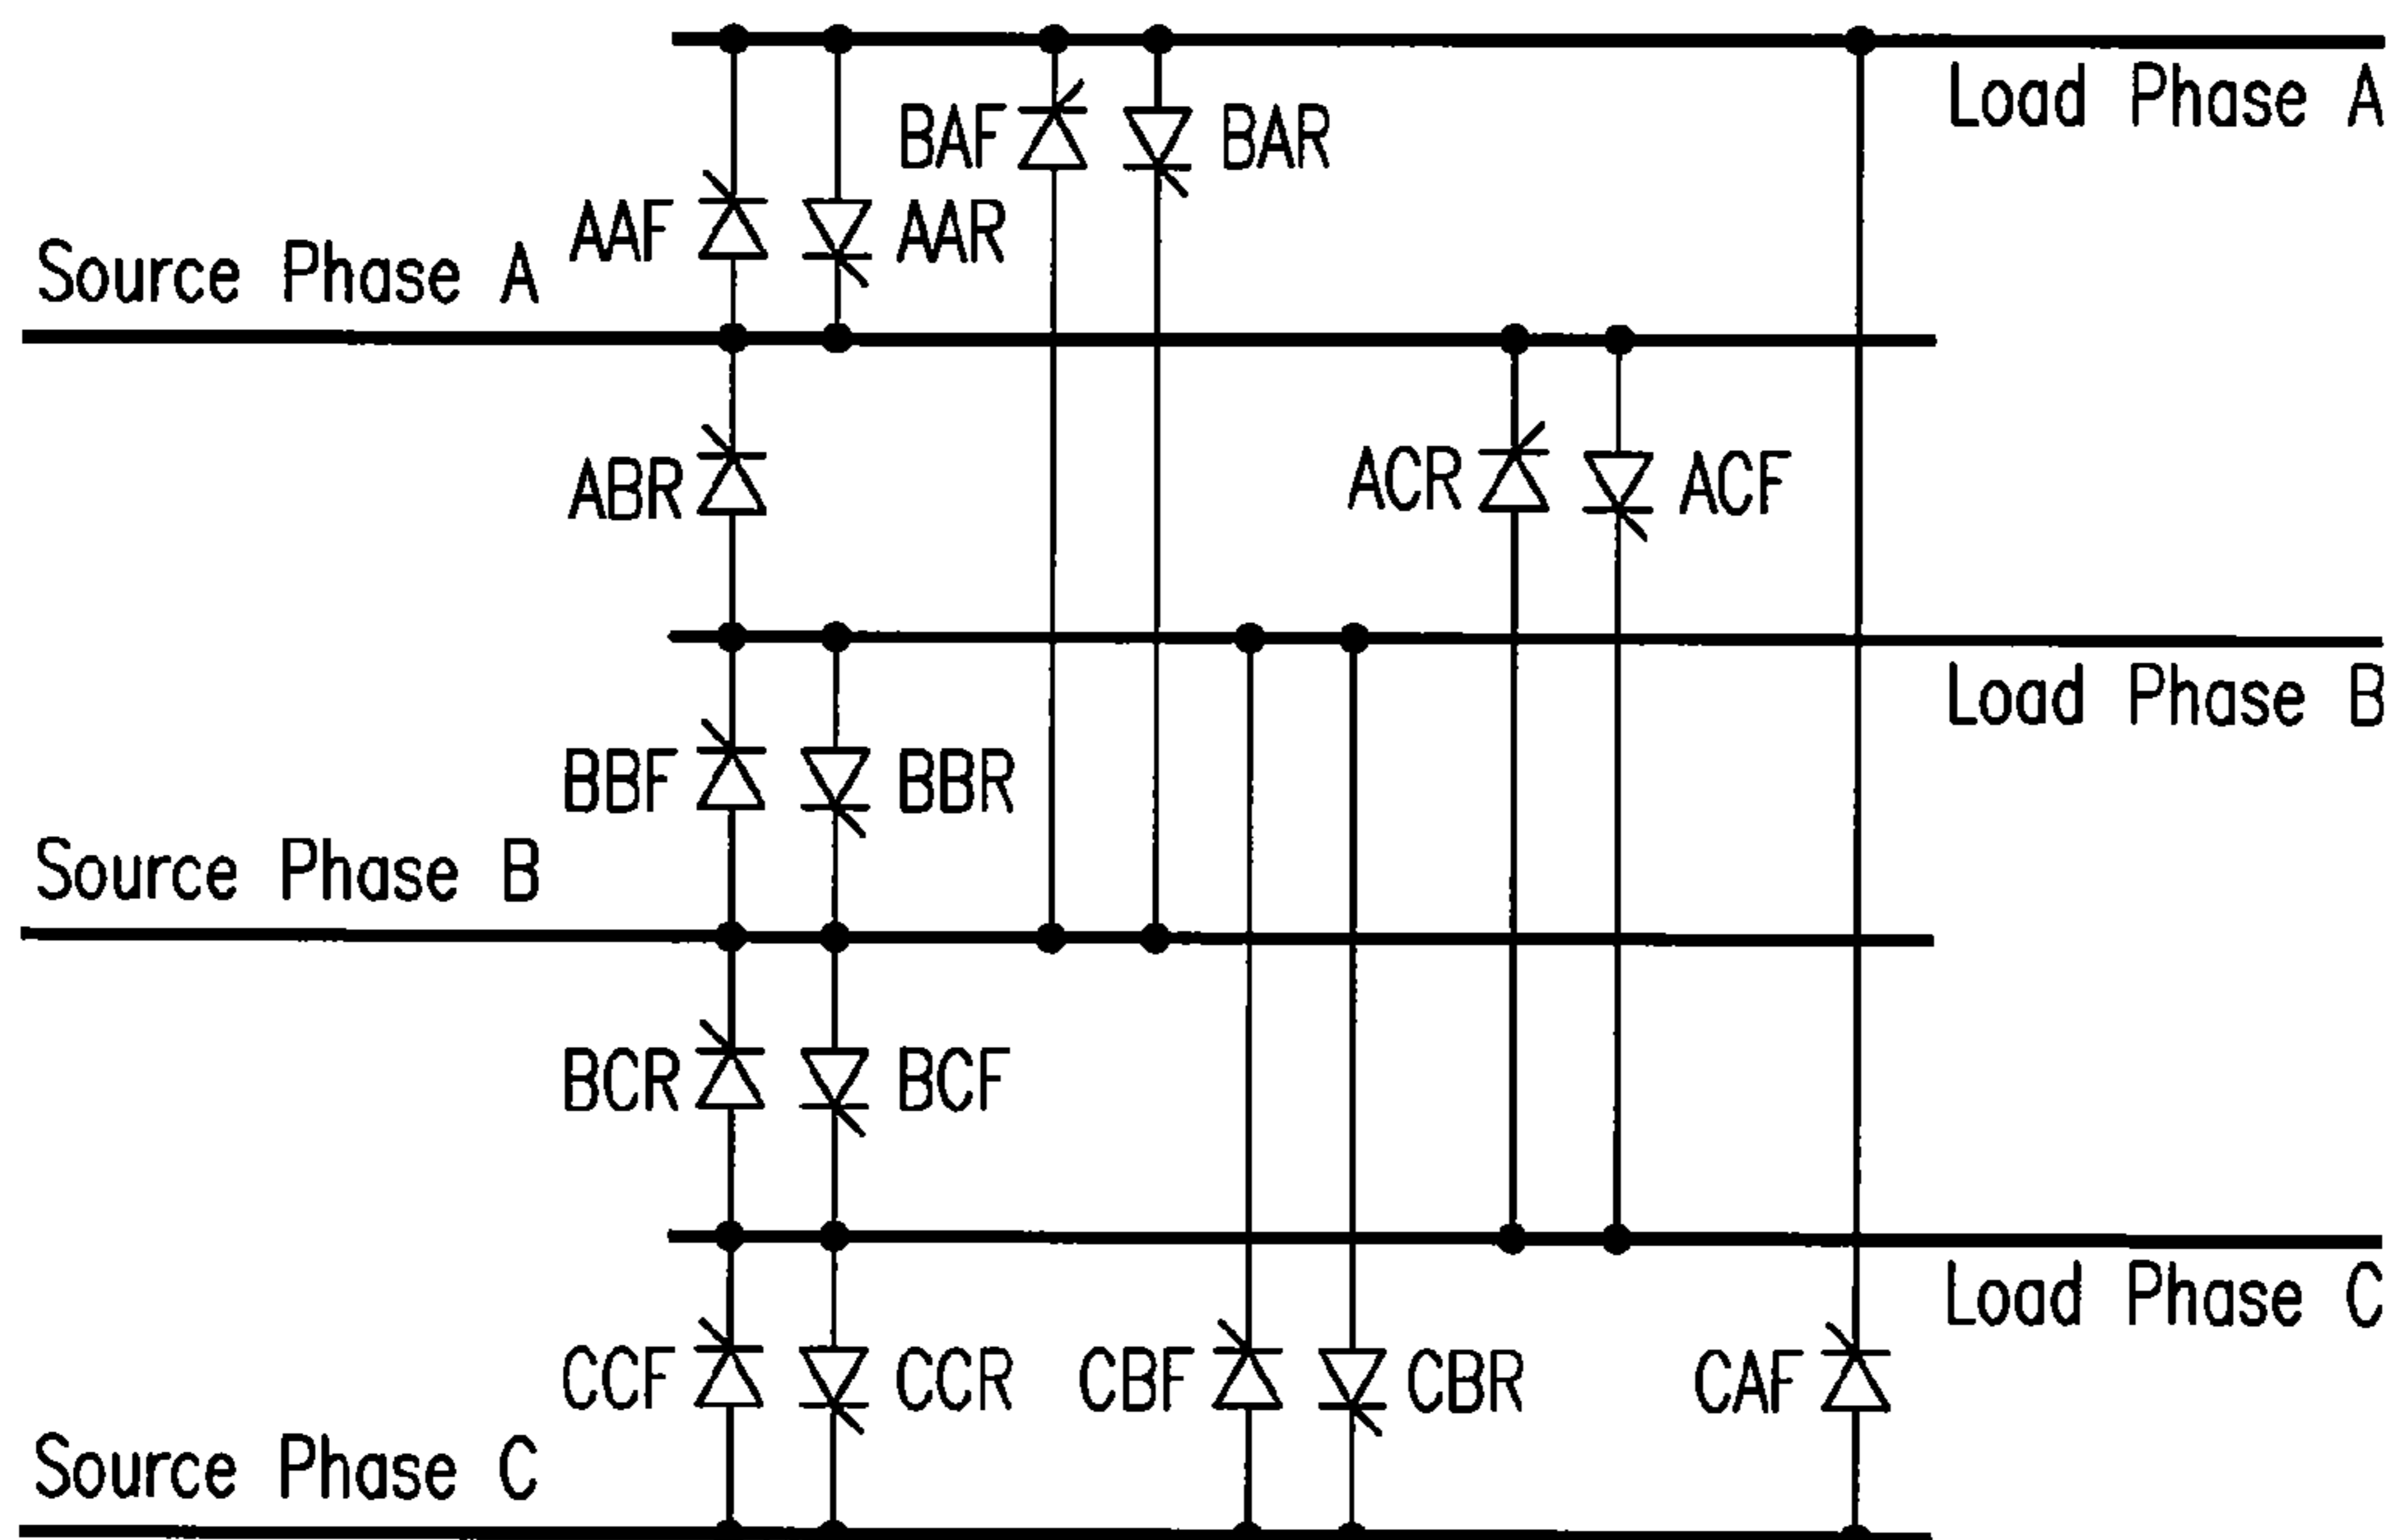 Load Phase A
BAF
BAR
AAF
AAR
Source Phase A
ABR
ACR
ACF
Load Phase B
BBF
BBR
Source Phase B
BCR
BCF
Load Phase C
CCF
CCR
CBF
CBR
CAF
Source Phase C